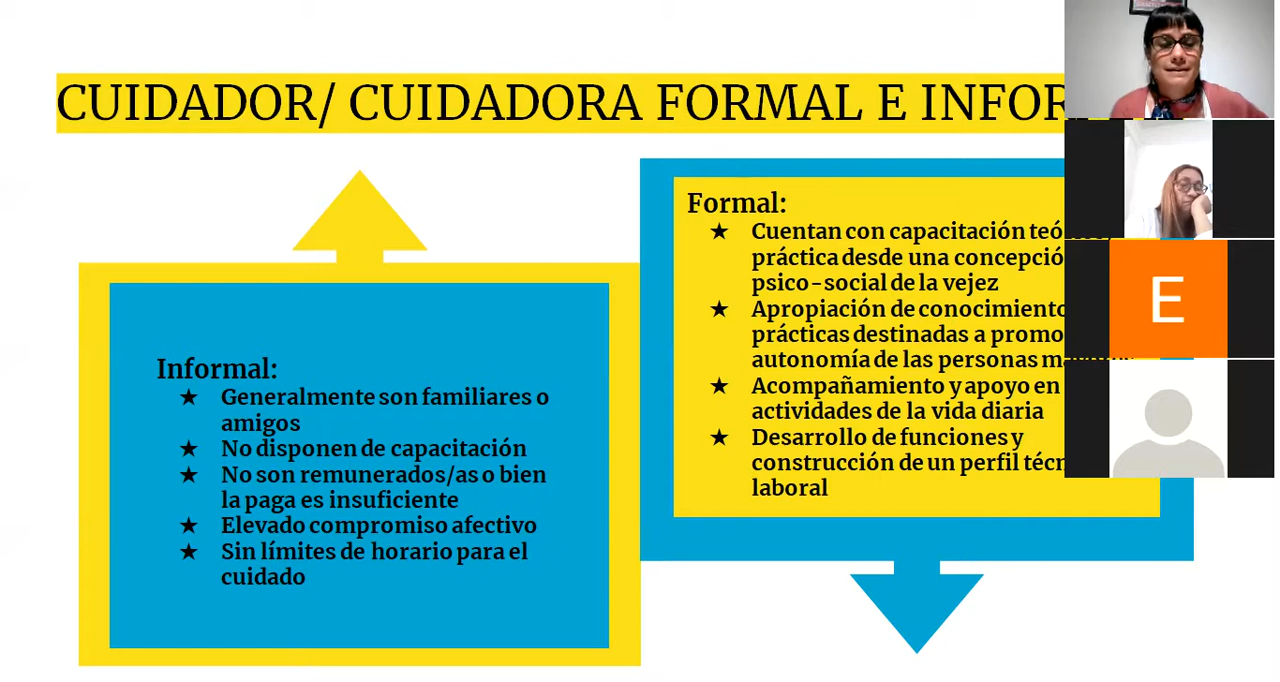 CUIDADOR/ CUIDADORA FORMAL E
Informal:
★ Generalmente son familiares o
amigos
★ No disponen de capacitación
★ No son remunerados/as o bien
la paga es insuficiente
★ Elevado compromiso afectivo
★ Sin límites de horario para el
cuidado
Formal:
★ Cuentan con capacitación
práctica desde una
psico-social de la vejez
★ Apropiación de
prácticas destinadas a
autonomía de las personas
★ Acompañamiento y apoyo en
actividades de la vida diaria
★ Desarrollo de funciones y
construcción de un perfil
laboral
E